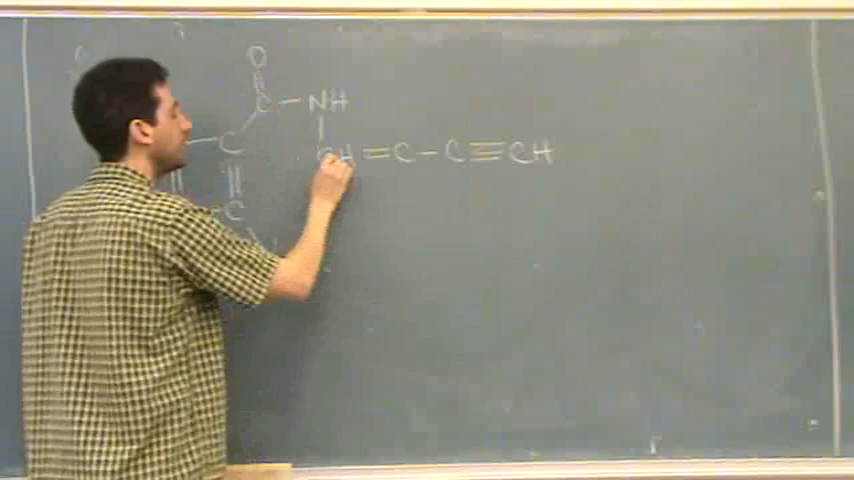 O
C — NH
C
CH = C — C ≡ CH
C